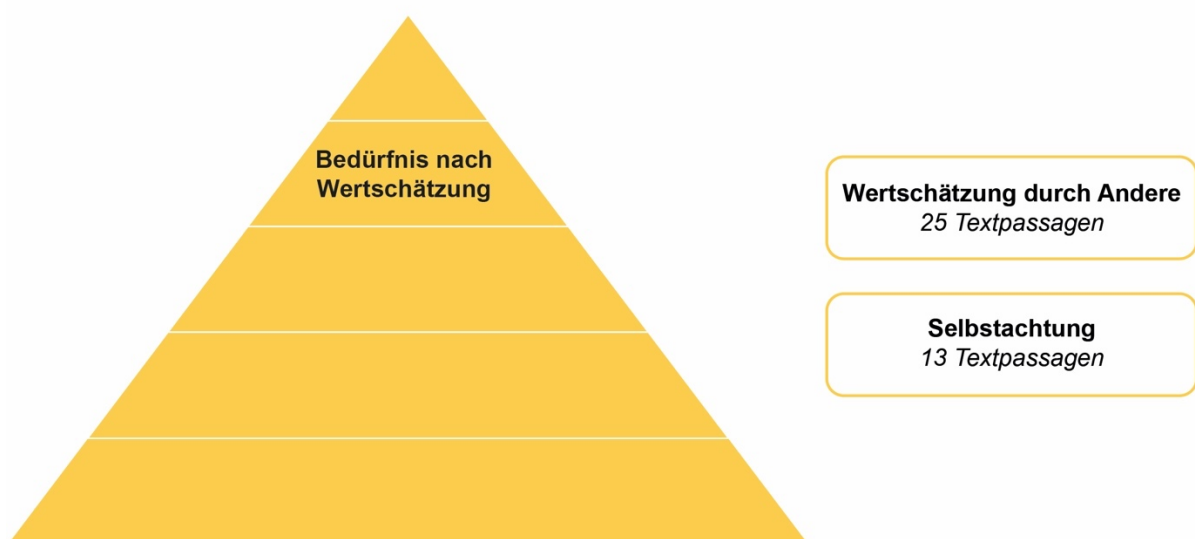 Bedürfnis nach
Wertschätzung
Wertschätzung durch Andere
25 Textpassagen
Selbstachtung
13 Textpassagen